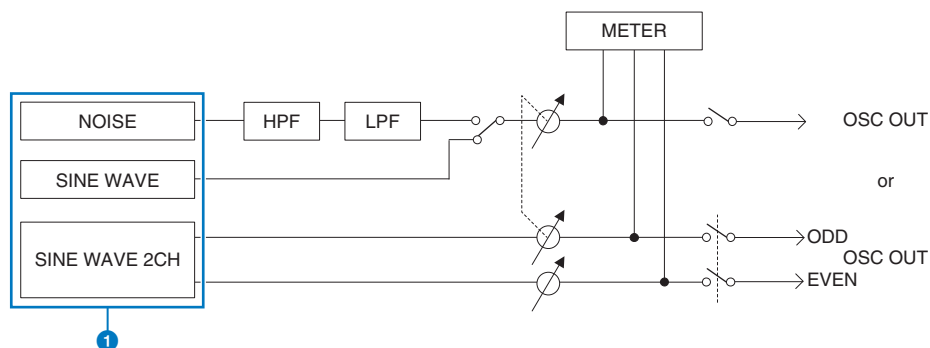 METER
NOISE
HPF
LPF
OSC OUT
SINE WAVE
or
SINE WAVE 2CH
ODD
OSC OUT
EVEN
1